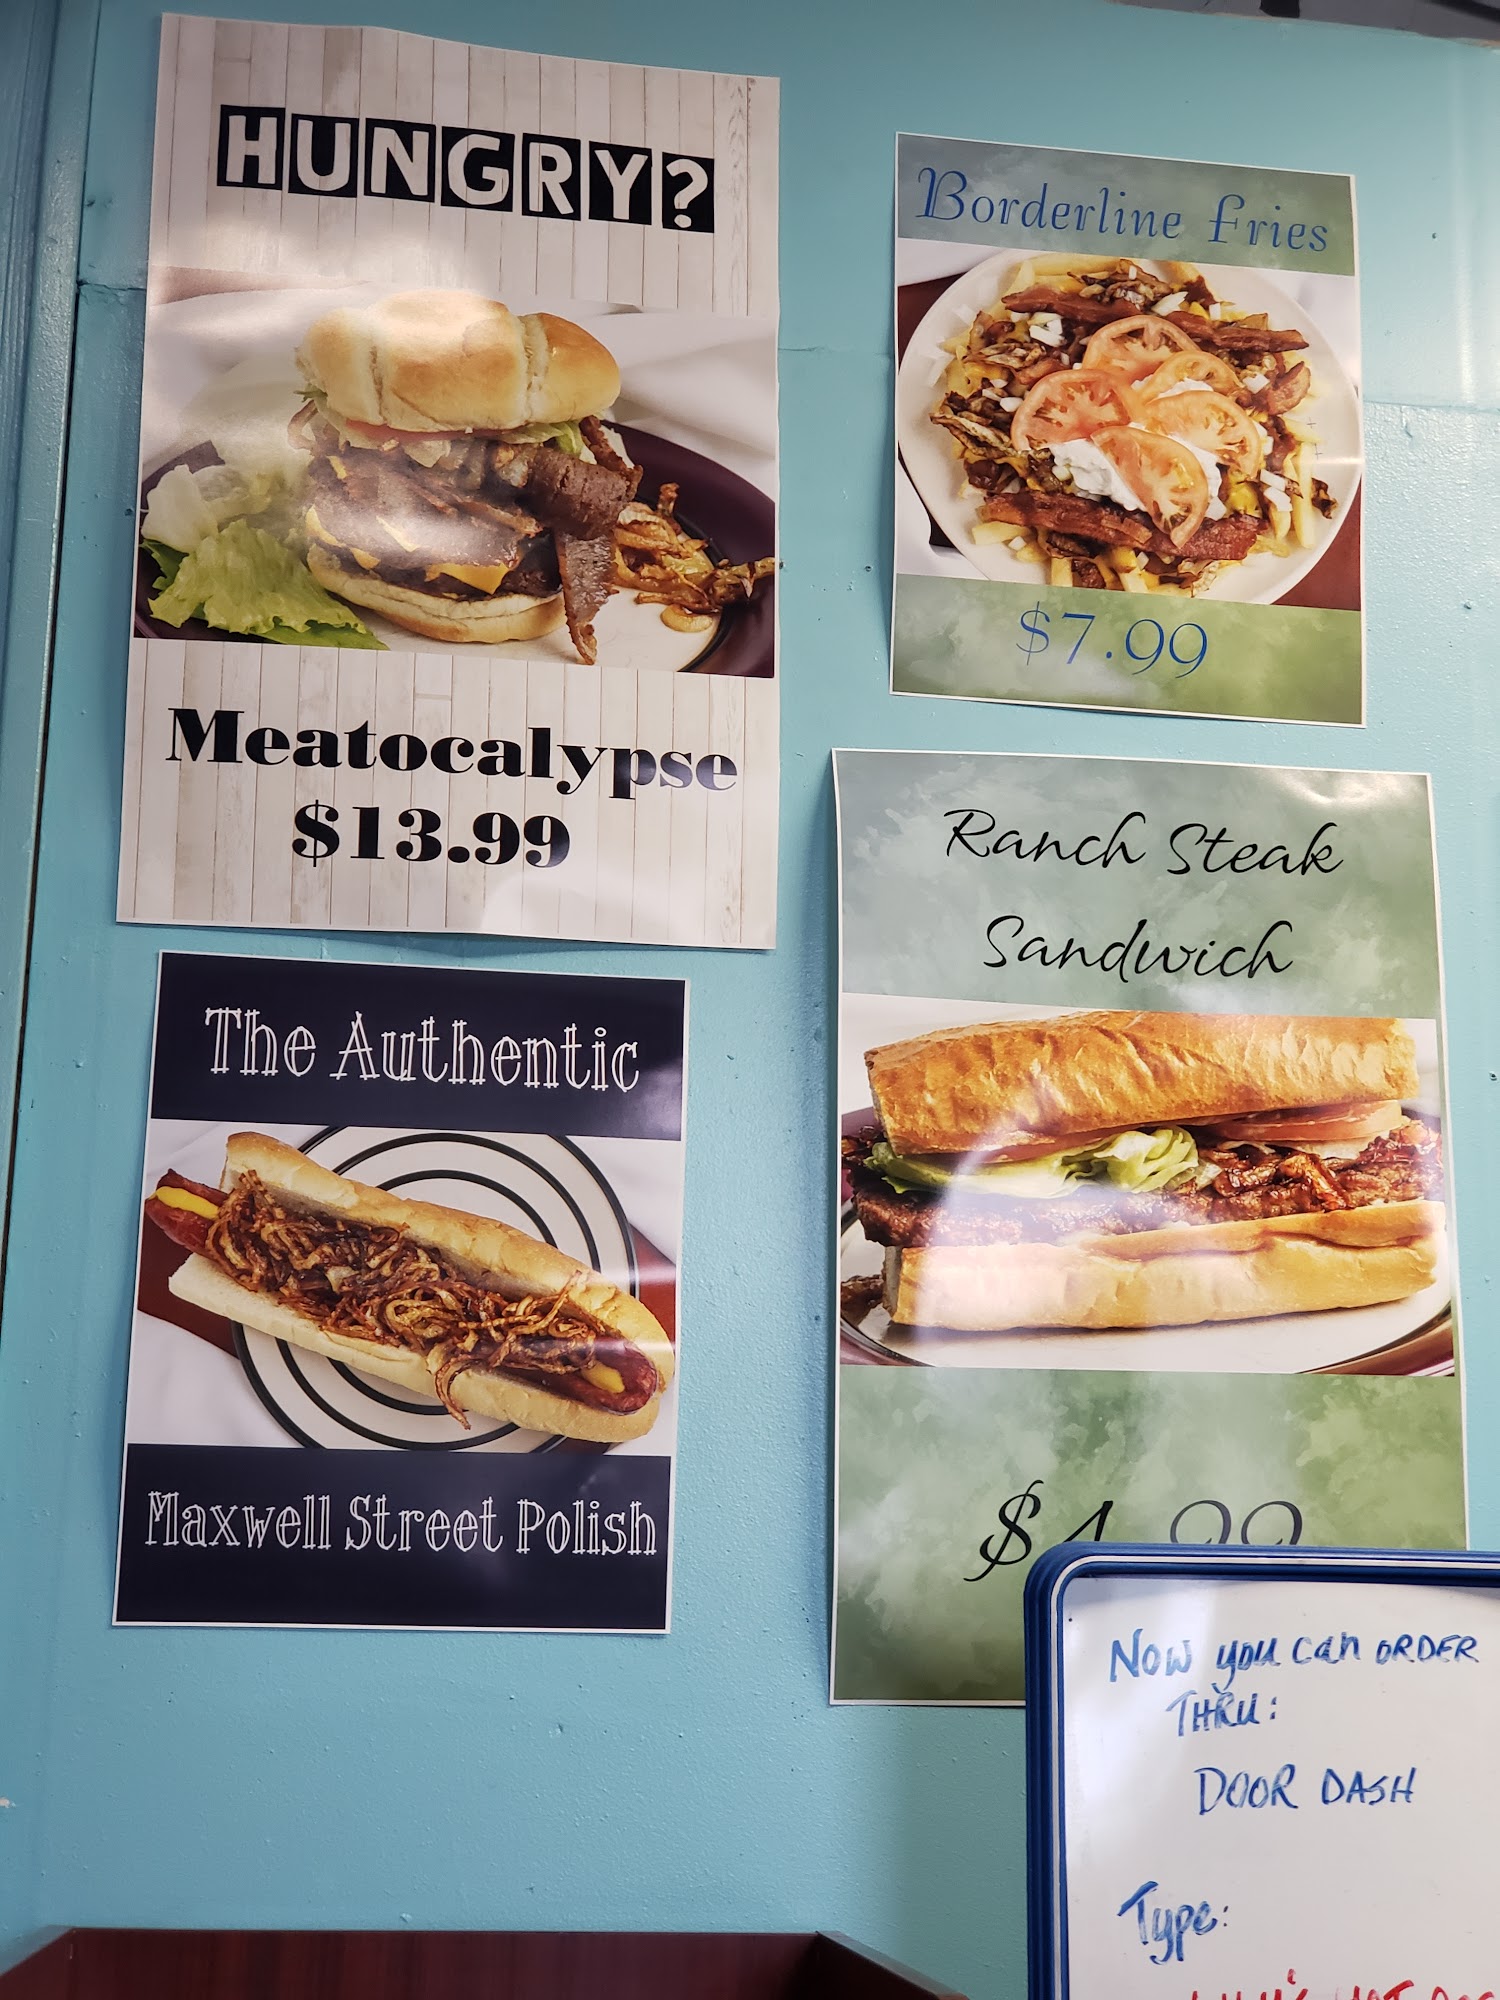 HUNGRY?
Meatocalypse
$13.99
Borderline Fries
$7.99
The Authentic
Maxwell Street Polish
Ranch Steak
Sandwich
Now you can ORDER
THRU:
DOOR DASH
Type: